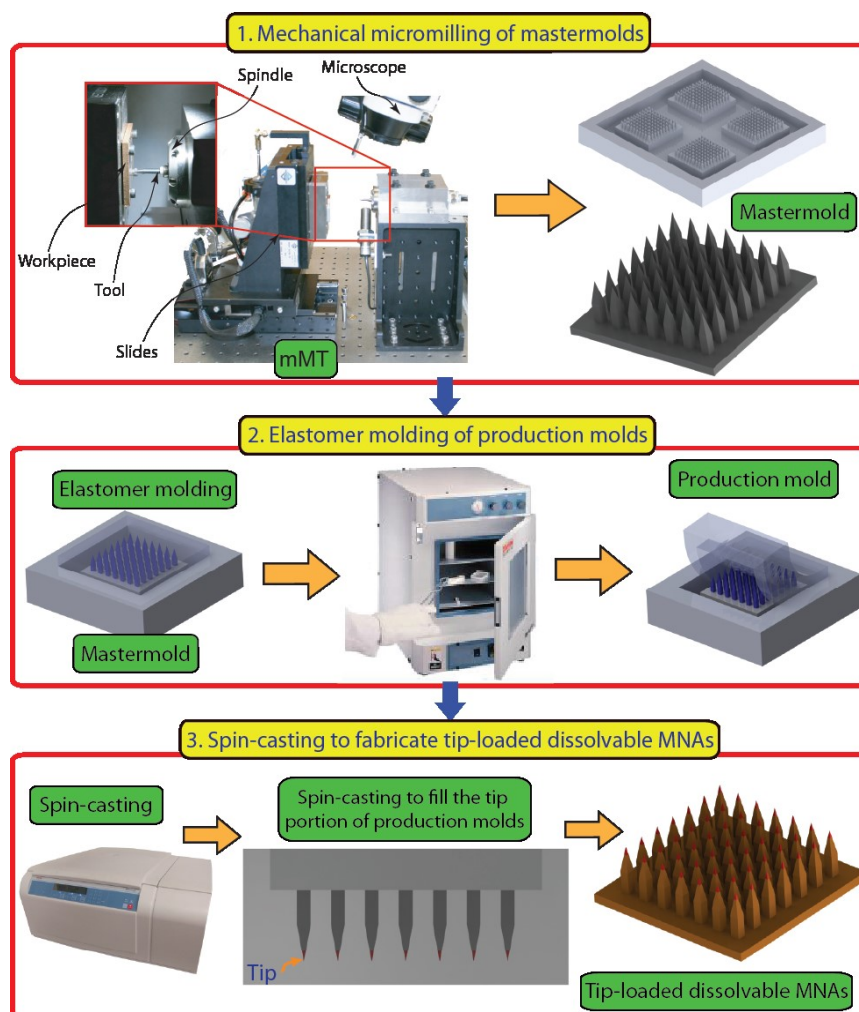 1. Mechanical micromilling of mastermolds
Spindle
Microscope
Workpiece
Tool
Slides
mMT
Mastermold
2. Elastomer molding of production molds
Elastomer molding
Mastermold
Production mold
3. Spin-casting to fabricate tip-loaded dissolvable MNAs
Spin-casting
Spin-casting to fill the tip
portion of production molds
Tip
Tip-loaded dissolvable MNAs